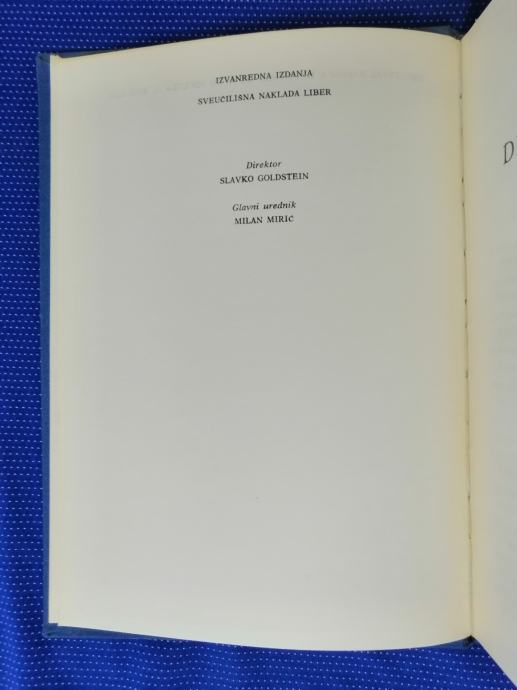 IZVANREDNA IZDANJA
SVEUČILIŠNA NAKLADA LIBER
Direktor
SLAVKO GOLDSTEIN
Glavni urednik
MILAN MIRIĆ
D